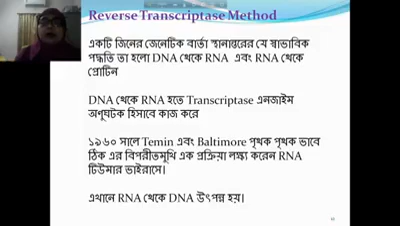 Reverse Transcriptase Method
একটি জিনের জেনেটিক বার্তা স্থানান্তরের যে স্বাভাবিক
পদ্ধতি তা হলো DNA থেকে RNA এবং RNA থেকে
প্রোটিন
DNA থেকে RNA হতে Transcriptase এনজাইম
অণুঘটক হিসাবে কাজ করে
১৯৬০ সালে Temin এবং Baltimore পৃথক পৃথক ভাবে
ঠিক এর বিপরীতমুখি এক প্রক্রিয়া লক্ষ্য করেন RNA
টিউমার ভাইরাসে।
এখানে RNA থেকে DNA উৎপন্ন হয়।